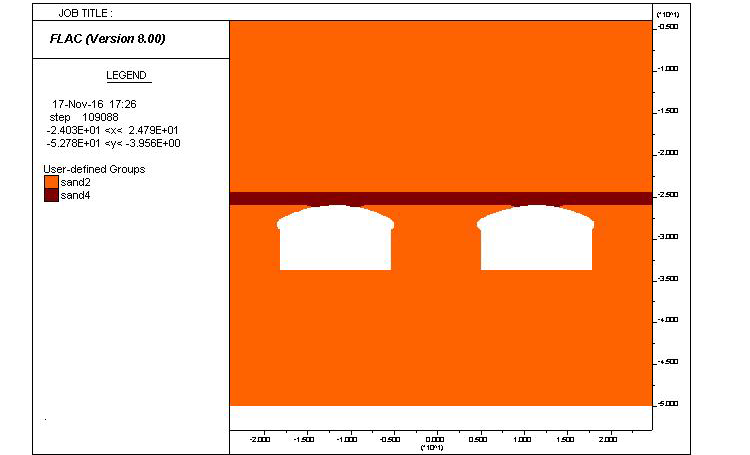 JOB TITLE :
FLAC (Version 8.00)
LEGEND
17-Nov-16 17:26
step 109088
-2.403E+01 <x< 2.479E+01
-5.278E+01 <y< -3.956E+00
User-defined Groups
sand2
sand4
(*10^1)
-0.500
-1.000
-1.500
-2.000
-2.500
-3.000
-3.500
-4.000
-4.500
-5.000
-2.000 -1.500 -1.000 -0.500 0.000 0.500 1.000 1.500 2.000
(*10^1)